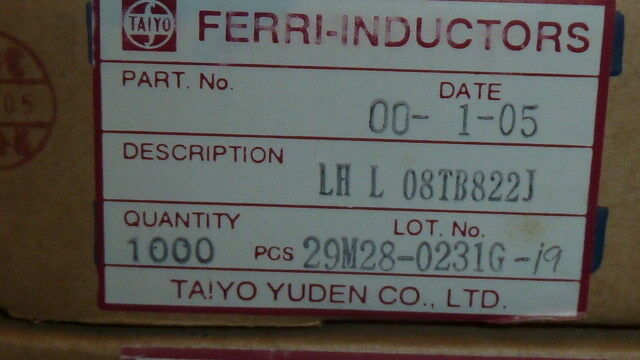 TAIYO
FERRI-INDUCTORS
PART. No.
DATE
00- 1-05
DESCRIPTION
LH L 08TB822J
QUANTITY
LOT. No.
1000 PCS 29M28-0231G-19
TAIYO YUDEN CO., LTD.
05